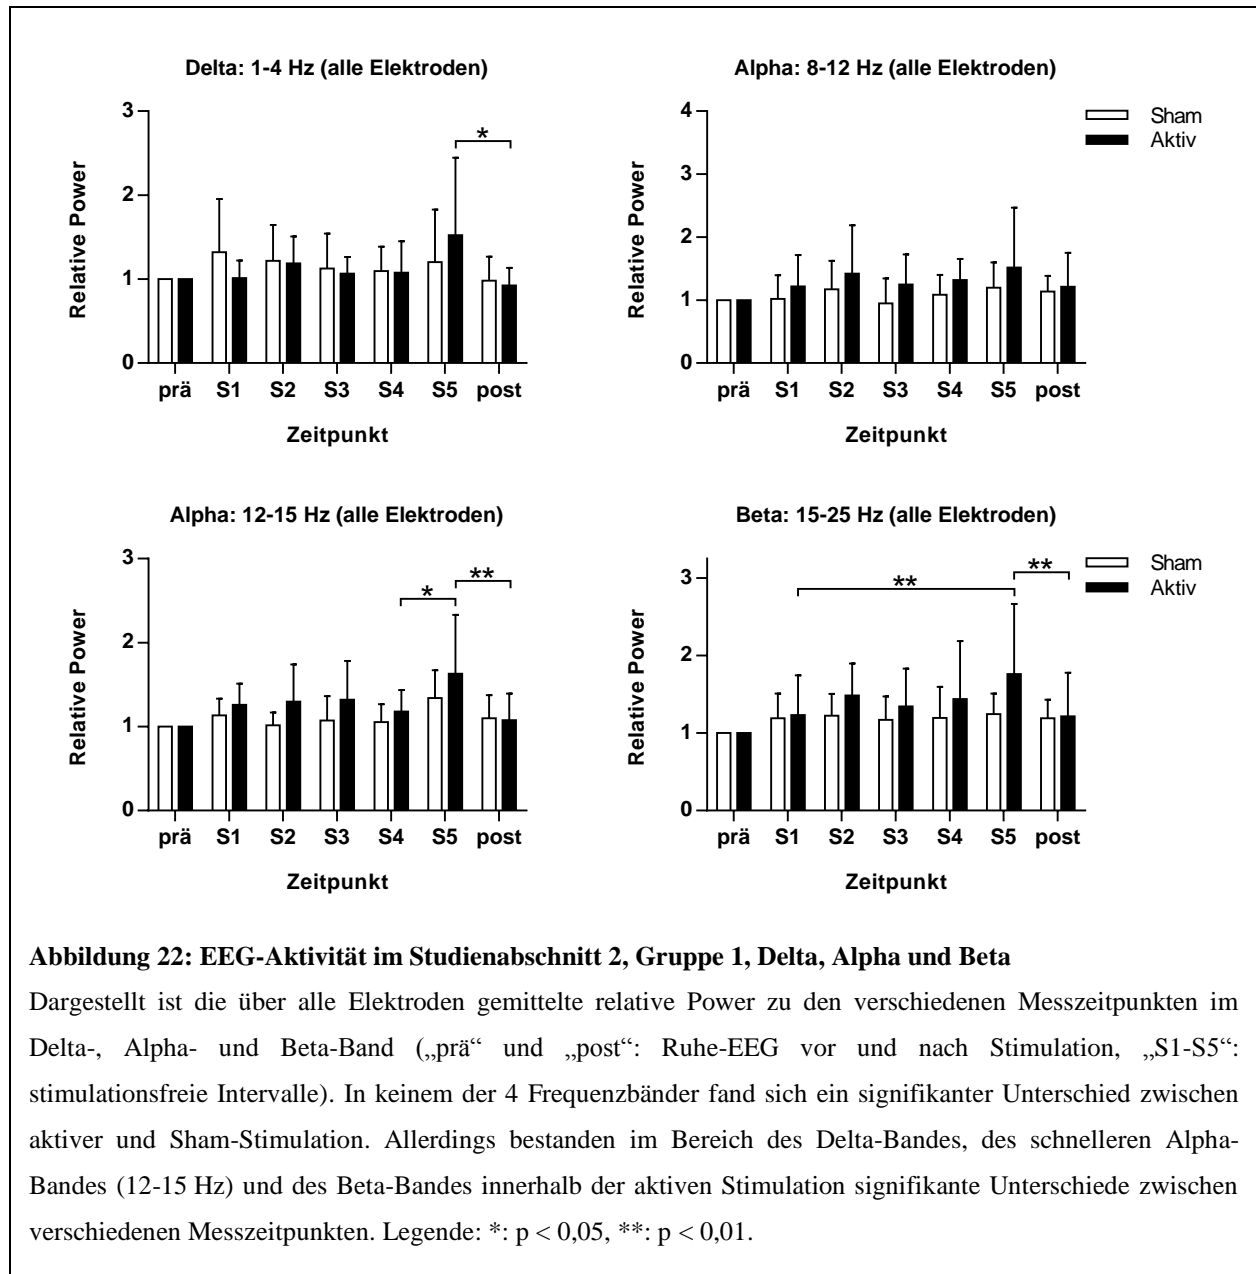 Delta: 1-4 Hz (alle Elektroden)
3
2
1
0
Relative Power
*
prä S1 S2 S3 S4 S5 post
Zeitpunkt
Alpha: 8-12 Hz (alle Elektroden)
4
3
2
1
0
Relative Power
Sham
Aktiv
prä S1 S2 S3 S4 S5 post
Zeitpunkt
Alpha: 12-15 Hz (alle Elektroden)
3
2
1
0
Relative Power
* **
prä S1 S2 S3 S4 S5 post
Zeitpunkt
Beta: 15-25 Hz (alle Elektroden)
3
2
1
0
Relative Power
** **
Sham
Aktiv
prä S1 S2 S3 S4 S5 post
Zeitpunkt
Abbildung 22: EEG-Aktivität im Studienabschnitt 2, Gruppe 1, Delta, Alpha und Beta
Dargestellt ist die über alle Elektroden gemittelte relative Power zu den verschiedenen Messzeitpunkten im
Delta-, Alpha- und Beta-Band („prä“ und „post“: Ruhe-EEG vor und nach Stimulation, „S1-S5“:
stimulationsfreie Intervalle). In keinem der 4 Frequenzbänder fand sich ein signifikanter Unterschied zwischen
aktiver und Sham-Stimulation. Allerdings bestanden im Bereich des Delta-Bandes, des schnelleren Alpha-
Bandes (12-15 Hz) und des Beta-Bandes innerhalb der aktiven Stimulation signifikante Unterschiede zwischen
verschiedenen Messzeitpunkten. Legende: *: p < 0,05, **: p < 0,01.